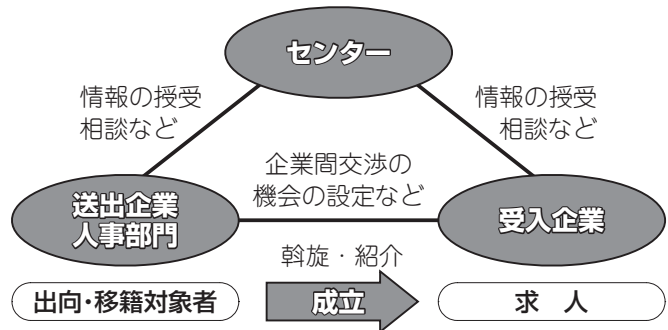 センター
情報の授受
相談など
情報の授受
相談など
企業間交渉の
機会の設定など
送出企業
人事部門
受入企業
斡旋・紹介
出向・移籍対象者
成立
求　人